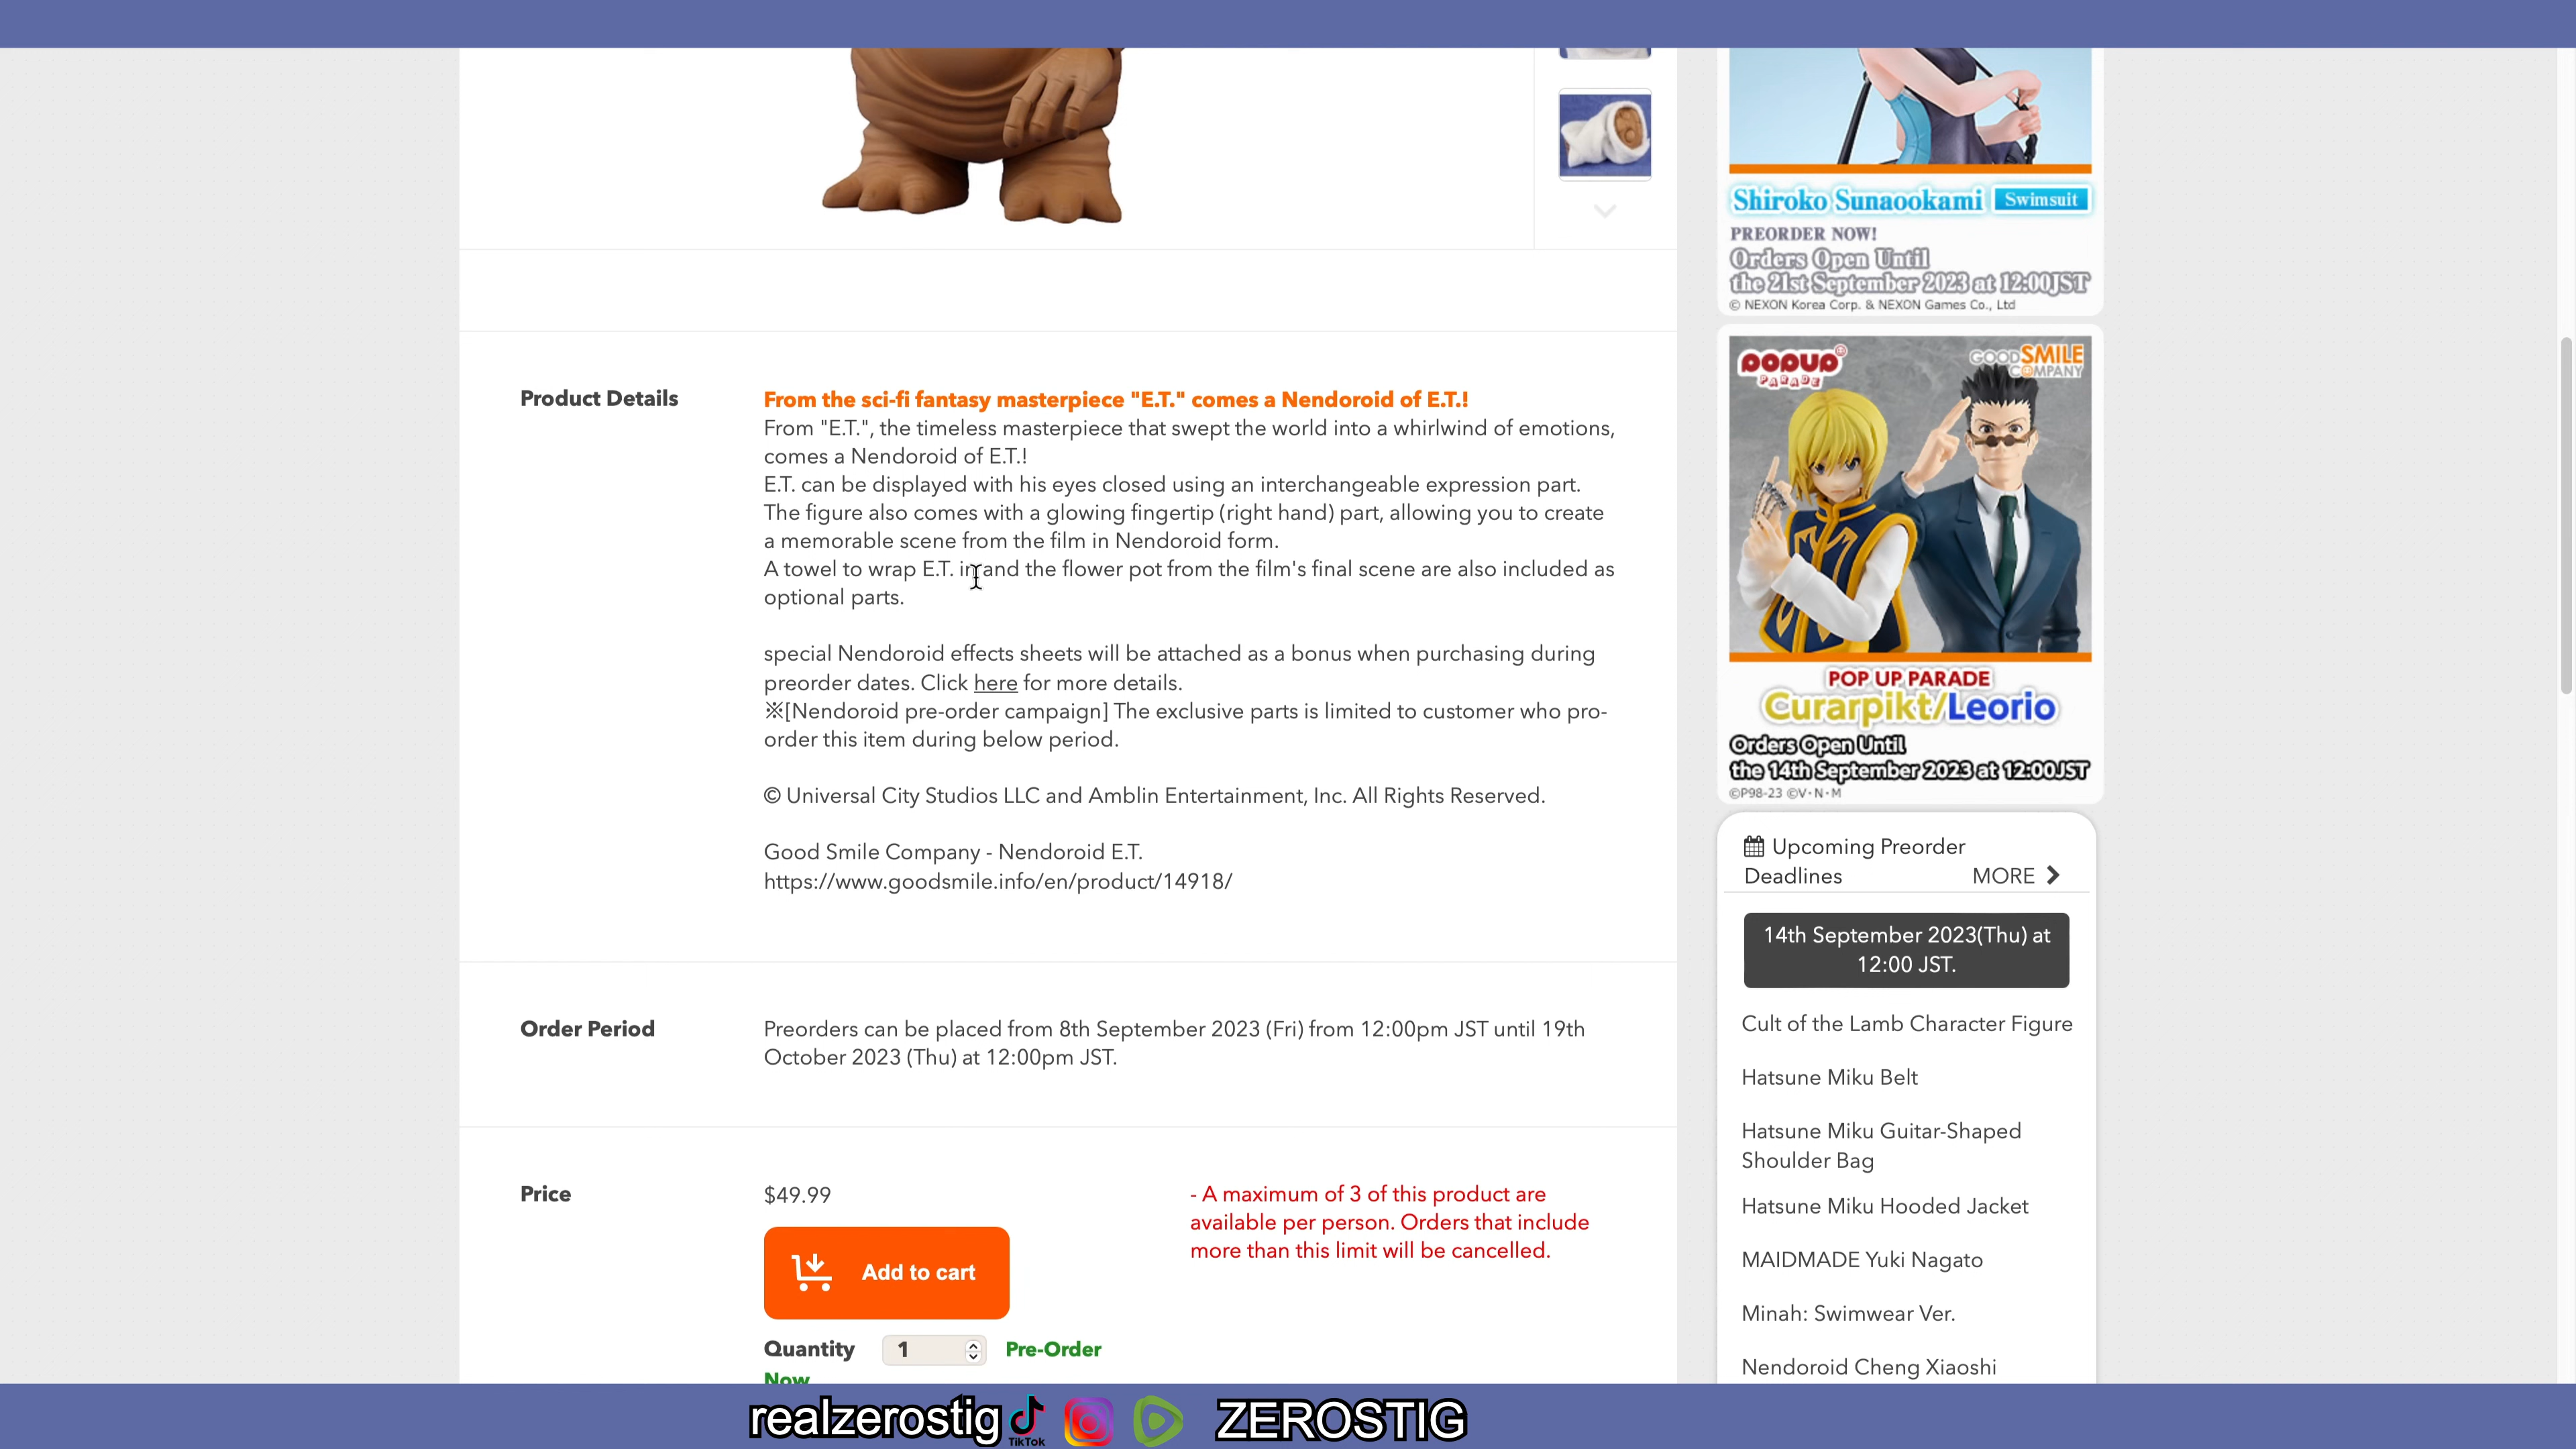 Product Details
From the sci-fi fantasy masterpiece "E.T." comes a Nendoroid of E.T.!
From "E.T.", the timeless masterpiece that swept the world into a whirlwind of emotions,
comes a Nendoroid of E.T.!
E.T. can be displayed with his eyes closed using an interchangeable expression part.
The figure also comes with a glowing fingertip (right hand) part, allowing you to create
a memorable scene from the film in Nendoroid form.
A towel to wrap E.T. in and the flower pot from the film's final scene are also included as
optional parts.
special Nendoroid effects sheets will be attached as a bonus when purchasing during
preorder dates. Click here for more details.
※[Nendoroid pre-order campaign] The exclusive parts is limited to customer who pro-
order this item during below period.
© Universal City Studios LLC and Amblin Entertainment, Inc. All Rights Reserved.
Good Smile Company - Nendoroid E.T.
https://www.goodsmile.info/en/product/14918/
Order Period
Preorders can be placed from 8th September 2023 (Fri) from 12:00pm JST until 19th
October 2023 (Thu) at 12:00pm JST.
Price
$49.99
Add to cart
Quantity 1 Pre-Order
Now
- A maximum of 3 of this product are
available per person. Orders that include
more than this limit will be cancelled.
Shiroko Sunaookami Swimsuit
PREORDER NOW!
Orders Open Until
the 21st September 2023 at 12:00JST
© NEXON Korea Corp. & NEXON Games Co., Ltd
POPUP
PARADE
GOOD SMILE
COMPANY
POP UP PARADE
Curarpikt/Leorio
Orders Open Until
the 14th September 2023 at 12:00JST
©P98-23 ©V・N・M
Upcoming Preorder
Deadlines MORE
14th September 2023(Thu) at
12:00 JST.
Cult of the Lamb Character Figure
Hatsune Miku Belt
Hatsune Miku Guitar-Shaped
Shoulder Bag
Hatsune Miku Hooded Jacket
MAIDMADE Yuki Nagato
Minah: Swimwear Ver.
Nendoroid Cheng Xiaoshi
realzerostig TikTok ZEROSTIG